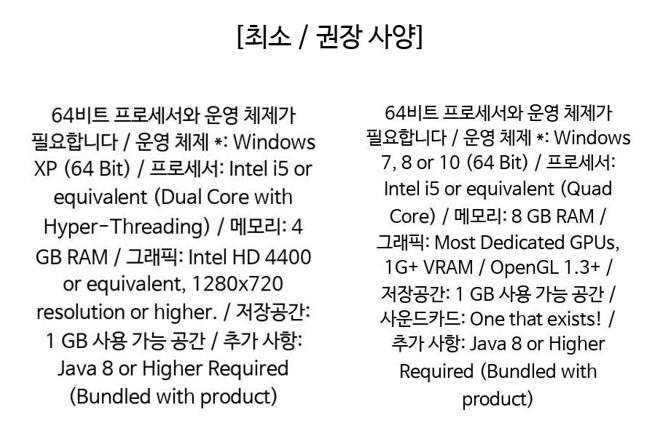 [최소 / 권장 사양]
64비트 프로세서와 운영 체제가
필요합니다 / 운영 체제 *: Windows
XP (64 Bit) / 프로세서: Intel i5 or
equivalent (Dual Core with
Hyper-Threading) / 메모리: 4
GB RAM / 그래픽: Intel HD 4400
or equivalent, 1280x720
resolution or higher. / 저장공간:
1 GB 사용 가능 공간 / 추가 사항:
Java 8 or Higher Required
(Bundled with product)
64비트 프로세서와 운영 체제가
필요합니다 / 운영 체제 *: Windows
7, 8 or 10 (64 Bit) / 프로세서:
Intel i5 or equivalent (Quad
Core) / 메모리: 8 GB RAM /
그래픽: Most Dedicated GPUs,
1G+ VRAM / OpenGL 1.3+ /
저장공간: 1 GB 사용 가능 공간 /
사운드카드: One that exists! /
추가 사항: Java 8 or Higher
Required (Bundled with
product)